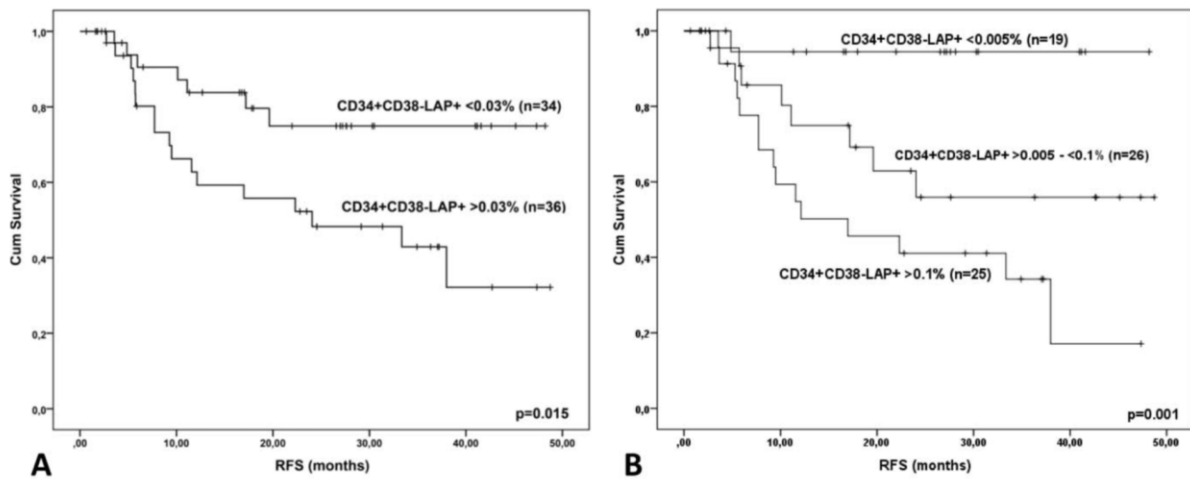 1,0
0,8
0,6
0,4
0,2
0,0
Cum Survival
CD34+CD38-LAP+ <0.03% (n=34)
CD34+CD38-LAP+ >0.03% (n=36)
p=0.015
,00
10,00
20,00
30,00
40,00
50,00
RFS (months)
A
1,0
0,8
0,6
0,4
0,2
0,0
Cum Survival
CD34+CD38-LAP+ <0.005% (n=19)
CD34+CD38-LAP+ >0.005 - <0.1% (n=26)
CD34+CD38-LAP+ >0.1% (n=25)
p=0.001
,00
10,00
20,00
30,00
40,00
50,00
RFS (months)
B